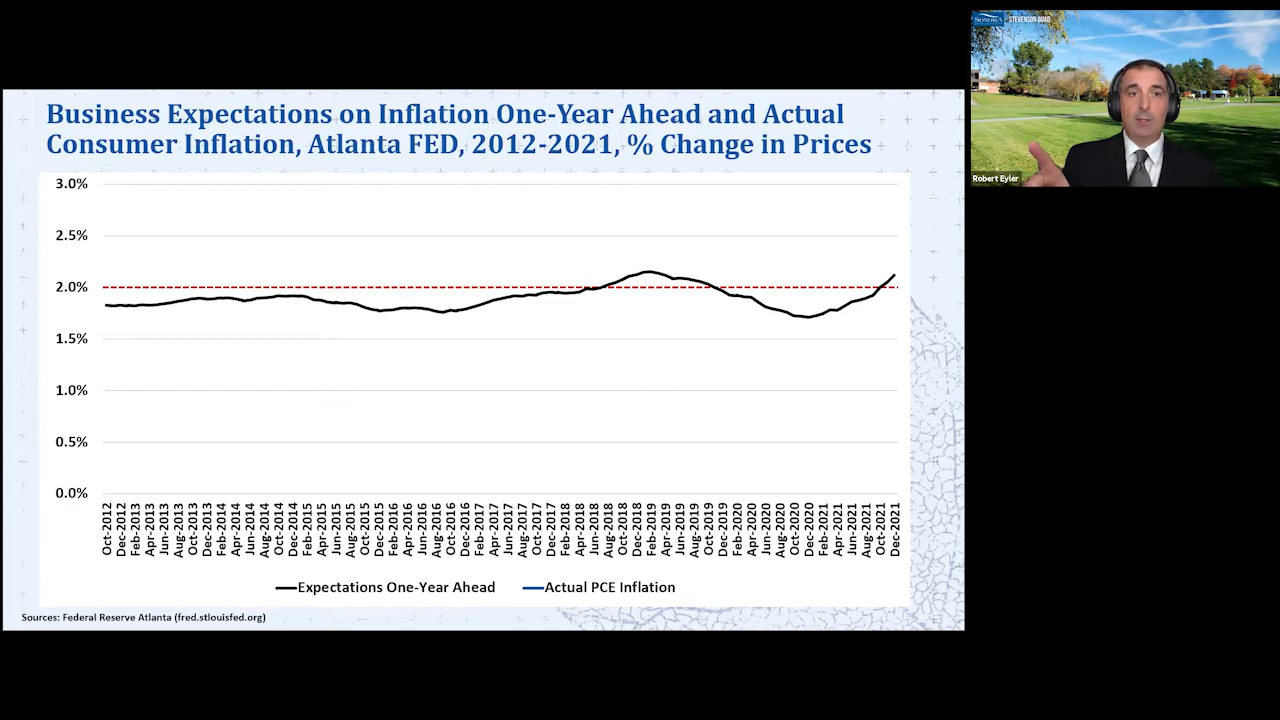 Business Expectations on Inflation One-Year Ahead and Actual
Consumer Inflation, Atlanta FED, 2012-2021, % Change in Prices
3.0%
2.5%
2.0%
1.5%
1.0%
0.5%
0.0%
Oct-2012
Dec-2012
Feb-2013
Apr-2013
Jun-2013
Aug-2013
Oct-2013
Dec-2013
Feb-2014
Apr-2014
Jun-2014
Aug-2014
Oct-2014
Dec-2014
Feb-2015
Apr-2015
Jun-2015
Aug-2015
Oct-2015
Dec-2015
Feb-2016
Apr-2016
Jun-2016
Aug-2016
Oct-2016
Dec-2016
Feb-2017
Apr-2017
Jun-2017
Aug-2017
Oct-2017
Dec-2017
Feb-2018
Apr-2018
Jun-2018
Aug-2018
Oct-2018
Dec-2018
Feb-2019
Apr-2019
Jun-2019
Aug-2019
Oct-2019
Dec-2019
Feb-2020
Apr-2020
Jun-2020
Aug-2020
Oct-2020
Dec-2020
Feb-2021
Apr-2021
Jun-2021
Aug-2021
Oct-2021
Dec-2021
Expectations One-Year Ahead
Actual PCE Inflation
Sources: Federal Reserve Atlanta (fred.stlouisfed.org)
SONOMA
STEVENSON QUAD
Robert Eyler